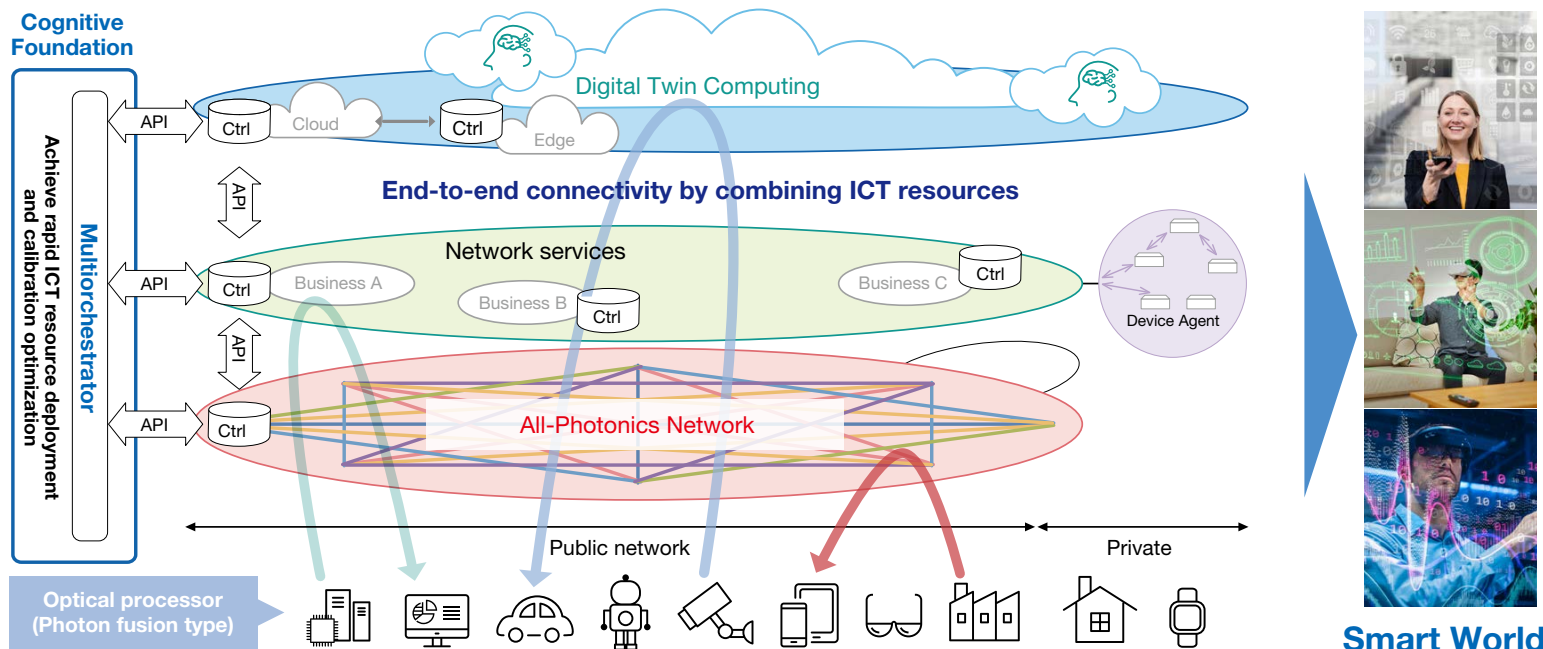 Cognitive
Foundation
Achieve rapid ICT resource deployment
and calibration optimization
Multiorchestrator
API
Ctrl
Cloud
Ctrl
Edge
Digital Twin Computing
API
End-to-end connectivity by combining ICT resources
Network services
API
Ctrl
Business A
Business B
Ctrl
Business C
Ctrl
Device Agent
API
API
Ctrl
All-Photonics Network
Public network
Private
Optical processor
(Photon fusion type)
Smart World